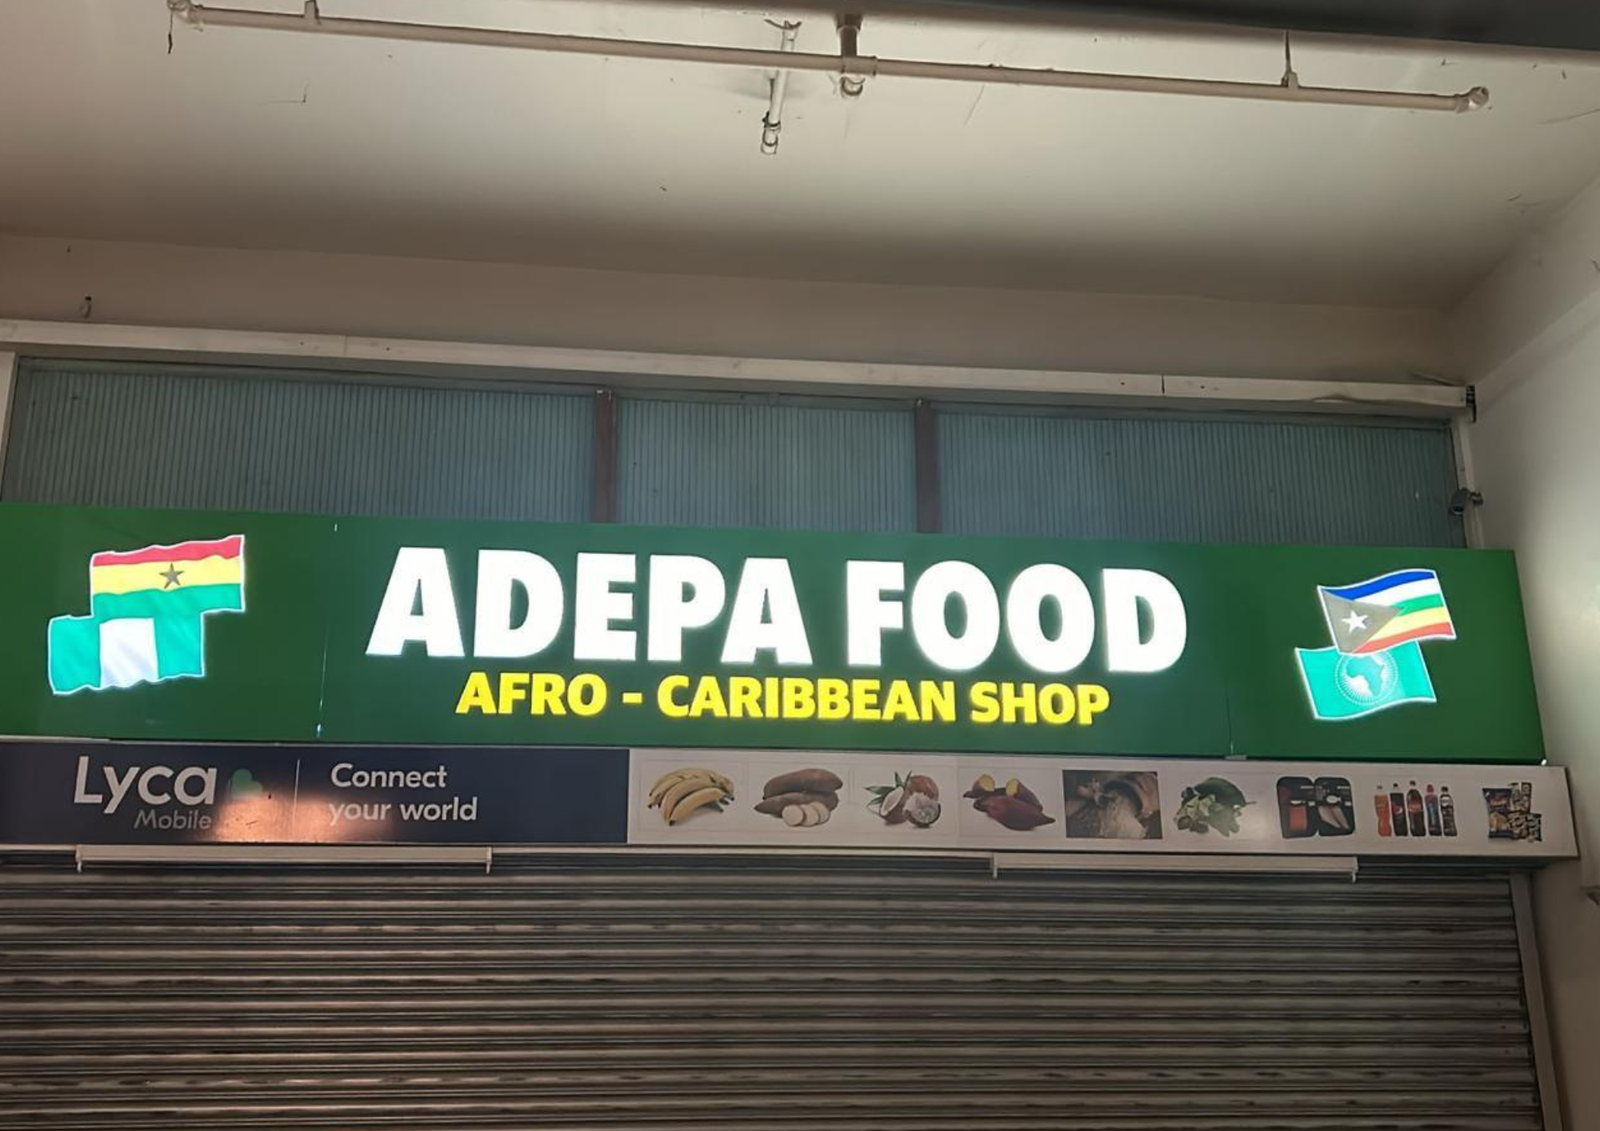 ADEPA FOOD
AFRO - CARIBBEAN SHOP
Lyca
Mobile
Connect
your world